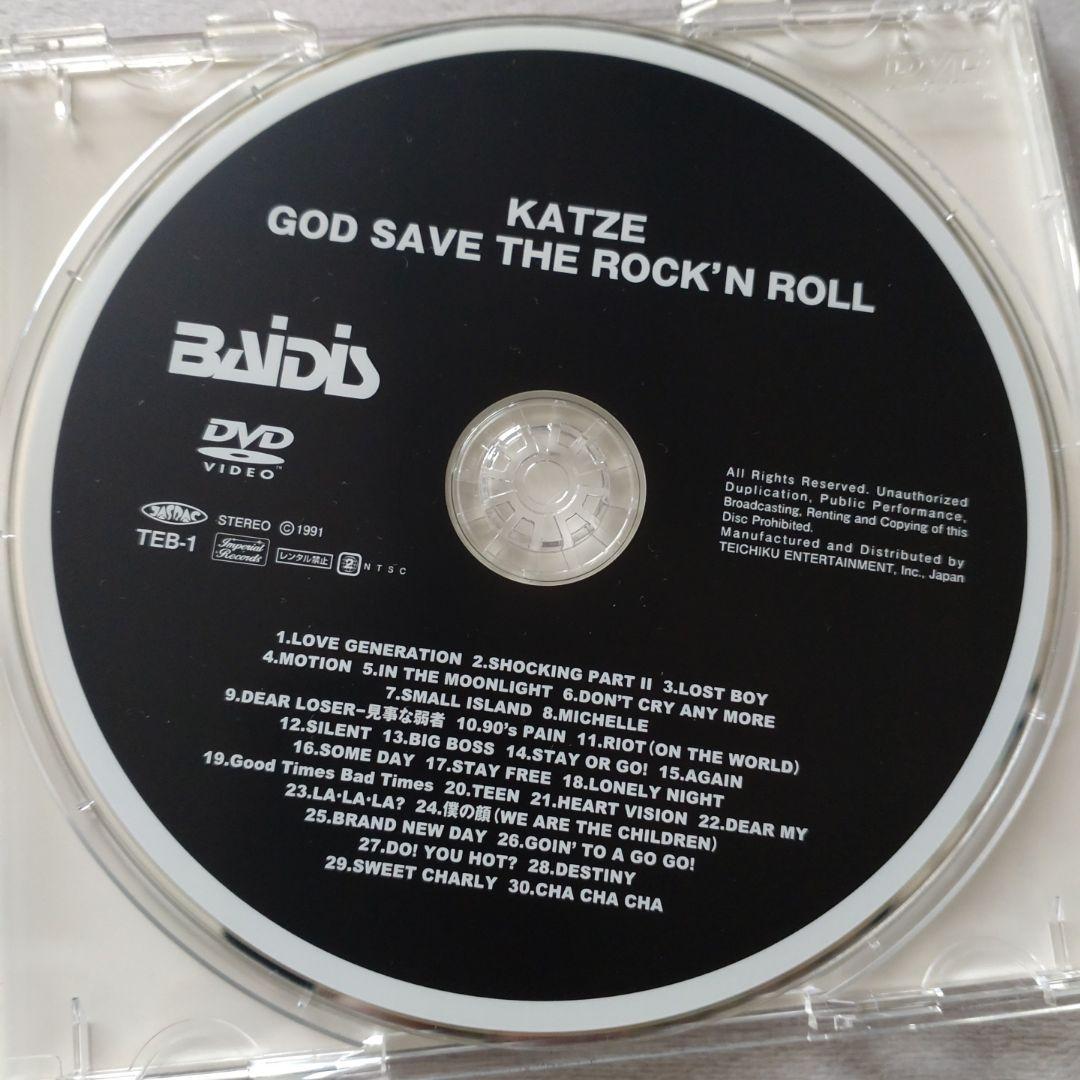 KATZE
GOD SAVE THE ROCK'N ROLL
BAiDiS
DVD
VIDEO™
JASRAC
STEREO ©1991
TEB-1
Imperial
Records
レンタル禁止
2
NTSC
All Rights Reserved. Unauthorized
Duplication, Public Performance,
Broadcasting, Renting and Copying of this
Disc Prohibited.
Manufactured and Distributed by
TEICHIKU ENTERTAINMENT, Inc., Japan
1.LOVE GENERATION 2.SHOCKING PART II 3.LOST BOY
4.MOTION 5.IN THE MOONLIGHT 6.DON'T CRY ANY MORE
7.SMALL ISLAND 8.MICHELLE
9.DEAR LOSER−見事な弱者 10.90's PAIN 11.RIOT(ON THE WORLD)
12.SILENT 13.BIG BOSS 14.STAY OR GO! 15.AGAIN
16.SOME DAY 17.STAY FREE 18.LONELY NIGHT
19.Good Times Bad Times 20.TEEN 21.HEART VISION 22.DEAR MY
23.LA･LA･LA? 24.僕の顔(WE ARE THE CHILDREN)
25.BRAND NEW DAY 26.GOIN' TO A GO GO!
27.DO! YOU HOT? 28.DESTINY
29.SWEET CHARLY 30.CHA CHA CHA
DVD